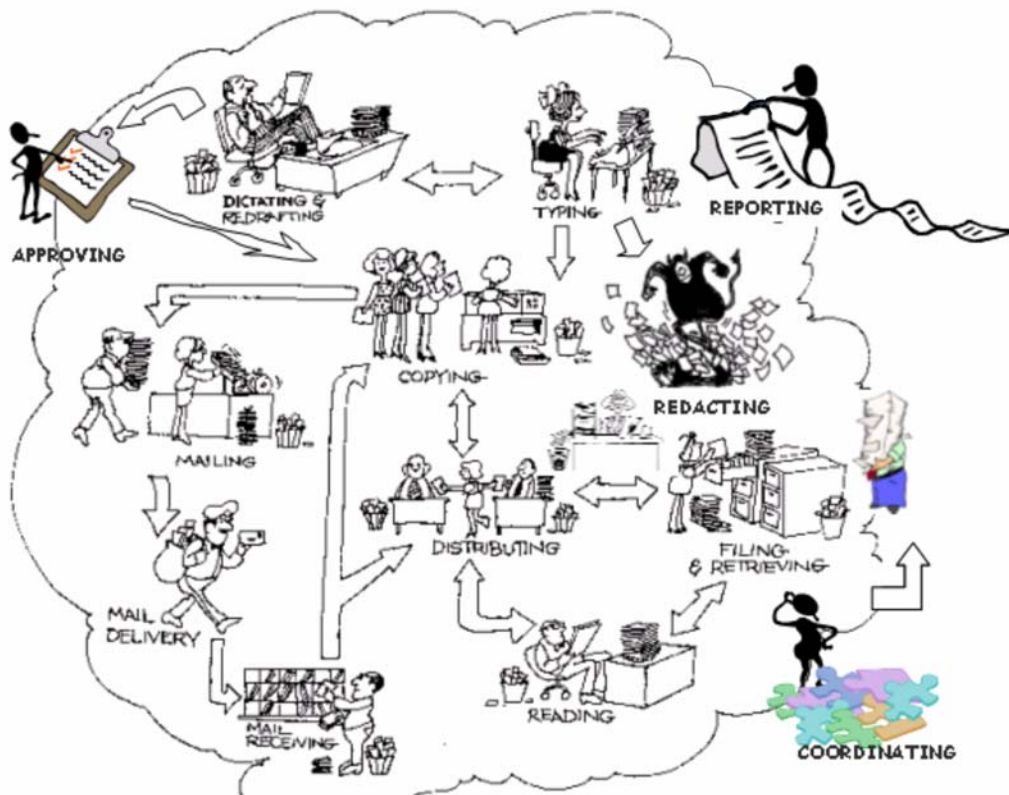 DICTATING &
REDRAFTING
TYPING
REPORTING
APPROVING
COPYING
REDACTING
MAILING
DISTRIBUTING
FILING
& RETRIEVING
MAIL
DELIVERY
READING
MAIL
RECEIVING
COORDINATING